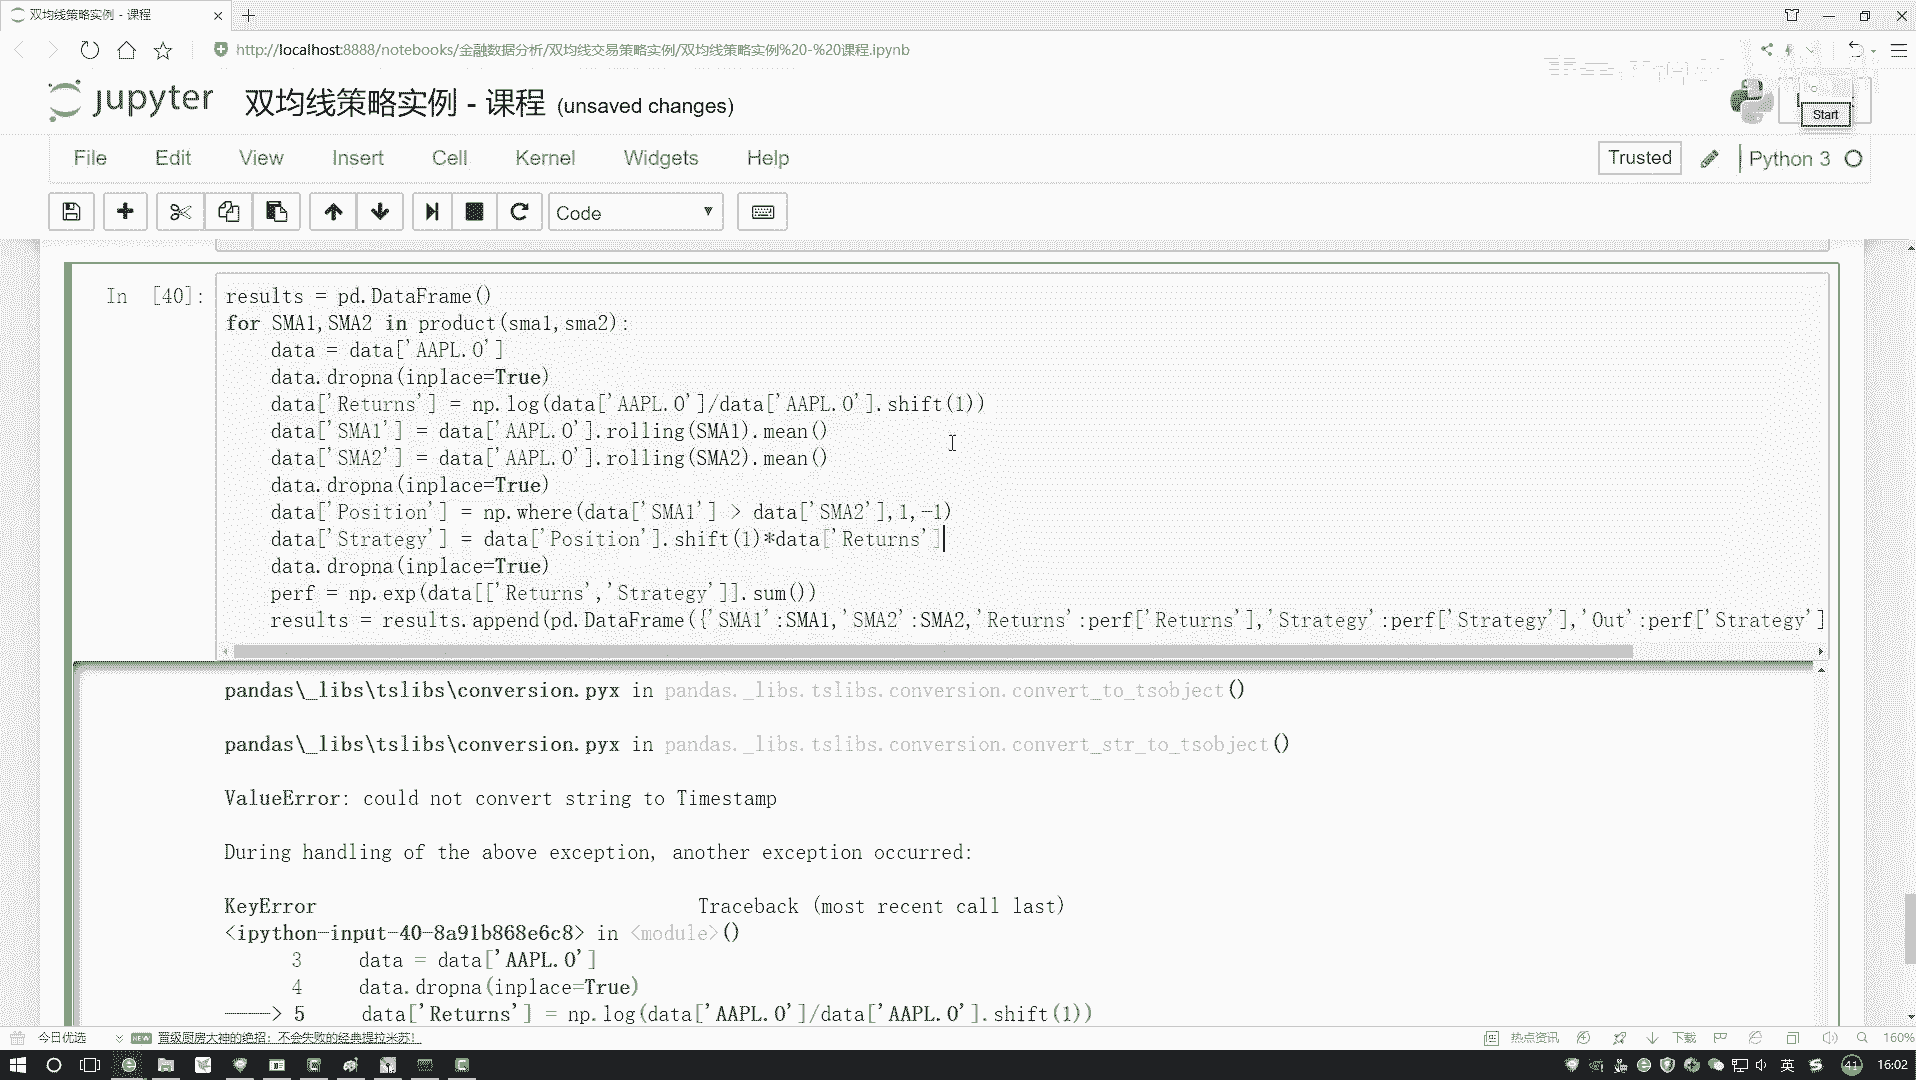 双均线策略实例 - 课程
http://localhost:8888/notebooks/金融数据分析/双均线交易策略实例/双均线策略实例%20-%20课程.ipynb
jupyter 双均线策略实例 - 课程 (unsaved changes)
Start
File Edit View Insert Cell Kernel Widgets Help
Trusted Python 3
Code
In [40]:
results = pd.DataFrame()
for SMA1,SMA2 in product(sma1,sma2):
data = data['AAPL.O']
data.dropna(inplace=True)
data['Returns'] = np.log(data['AAPL.O']/data['AAPL.O'].shift(1))
data['SMA1'] = data['AAPL.O'].rolling(SMA1).mean()
data['SMA2'] = data['AAPL.O'].rolling(SMA2).mean()
data.dropna(inplace=True)
data['Position'] = np.where(data['SMA1'] > data['SMA2'],1,-1)
data['Strategy'] = data['Position'].shift(1)*data['Returns']
data.dropna(inplace=True)
perf = np.exp(data[['Returns','Strategy']].sum())
results = results.append(pd.DataFrame({'SMA1':SMA1,'SMA2':SMA2,'Returns':perf['Returns'],'Strategy':perf['Strategy'],'Out':perf['Strategy']
pandas\_libs\tslibs\conversion.pyx in pandas._libs.tslibs.conversion.convert_to_tsobject()
pandas\_libs\tslibs\conversion.pyx in pandas._libs.tslibs.conversion.convert_str_to_tsobject()
ValueError: could not convert string to Timestamp
During handling of the above exception, another exception occurred:
KeyError Traceback (most recent call last)
<ipython-input-40-8a91b868e6c8> in <module>()
3 data = data['AAPL.O']
4 data.dropna(inplace=True)
----> 5 data['Returns'] = np.log(data['AAPL.O']/data['AAPL.O'].shift(1))
今日优选 NEW 晋级厨房大神的绝招：不会失败的经典提拉米苏！ 热点资讯 下载 160%
英 41 16:02